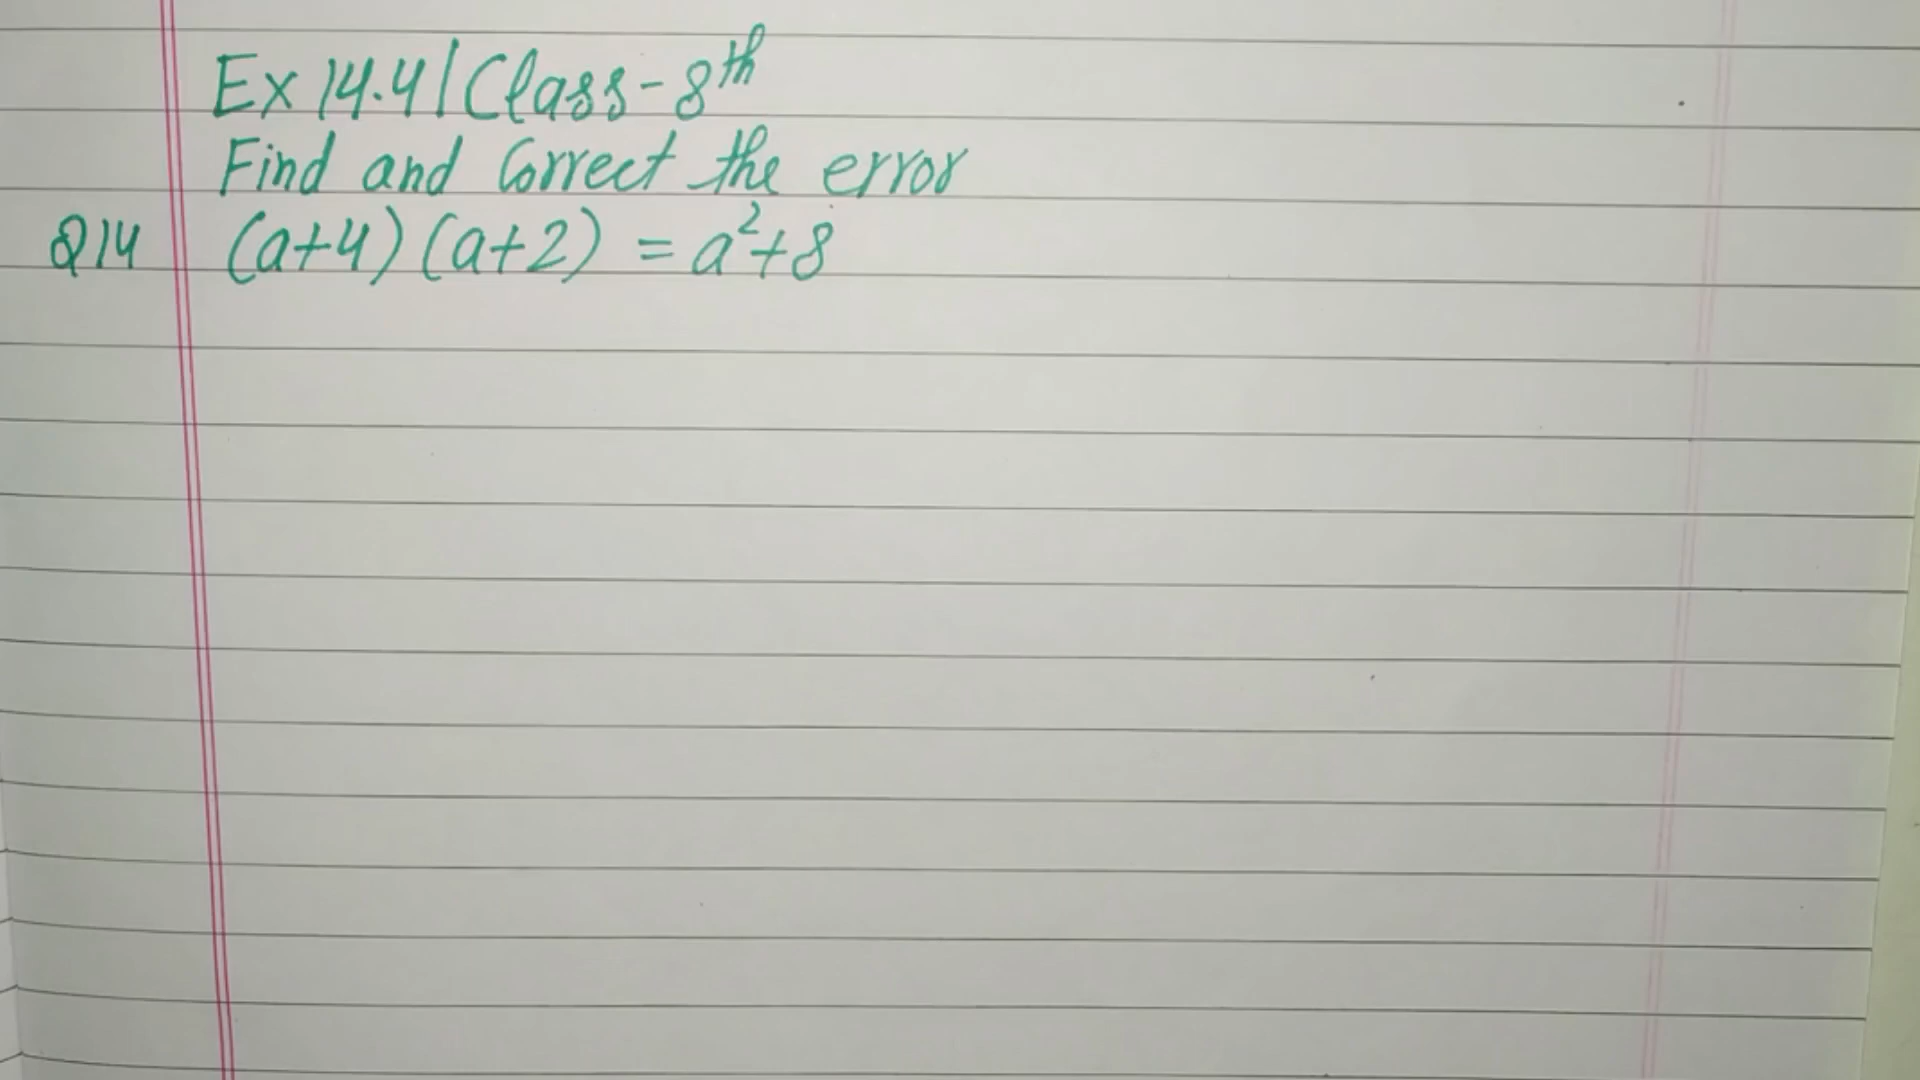 Ex 14.4 | Class - 8th
Find and Correct the error
Q14 (a+4) (a+2) = a²+8